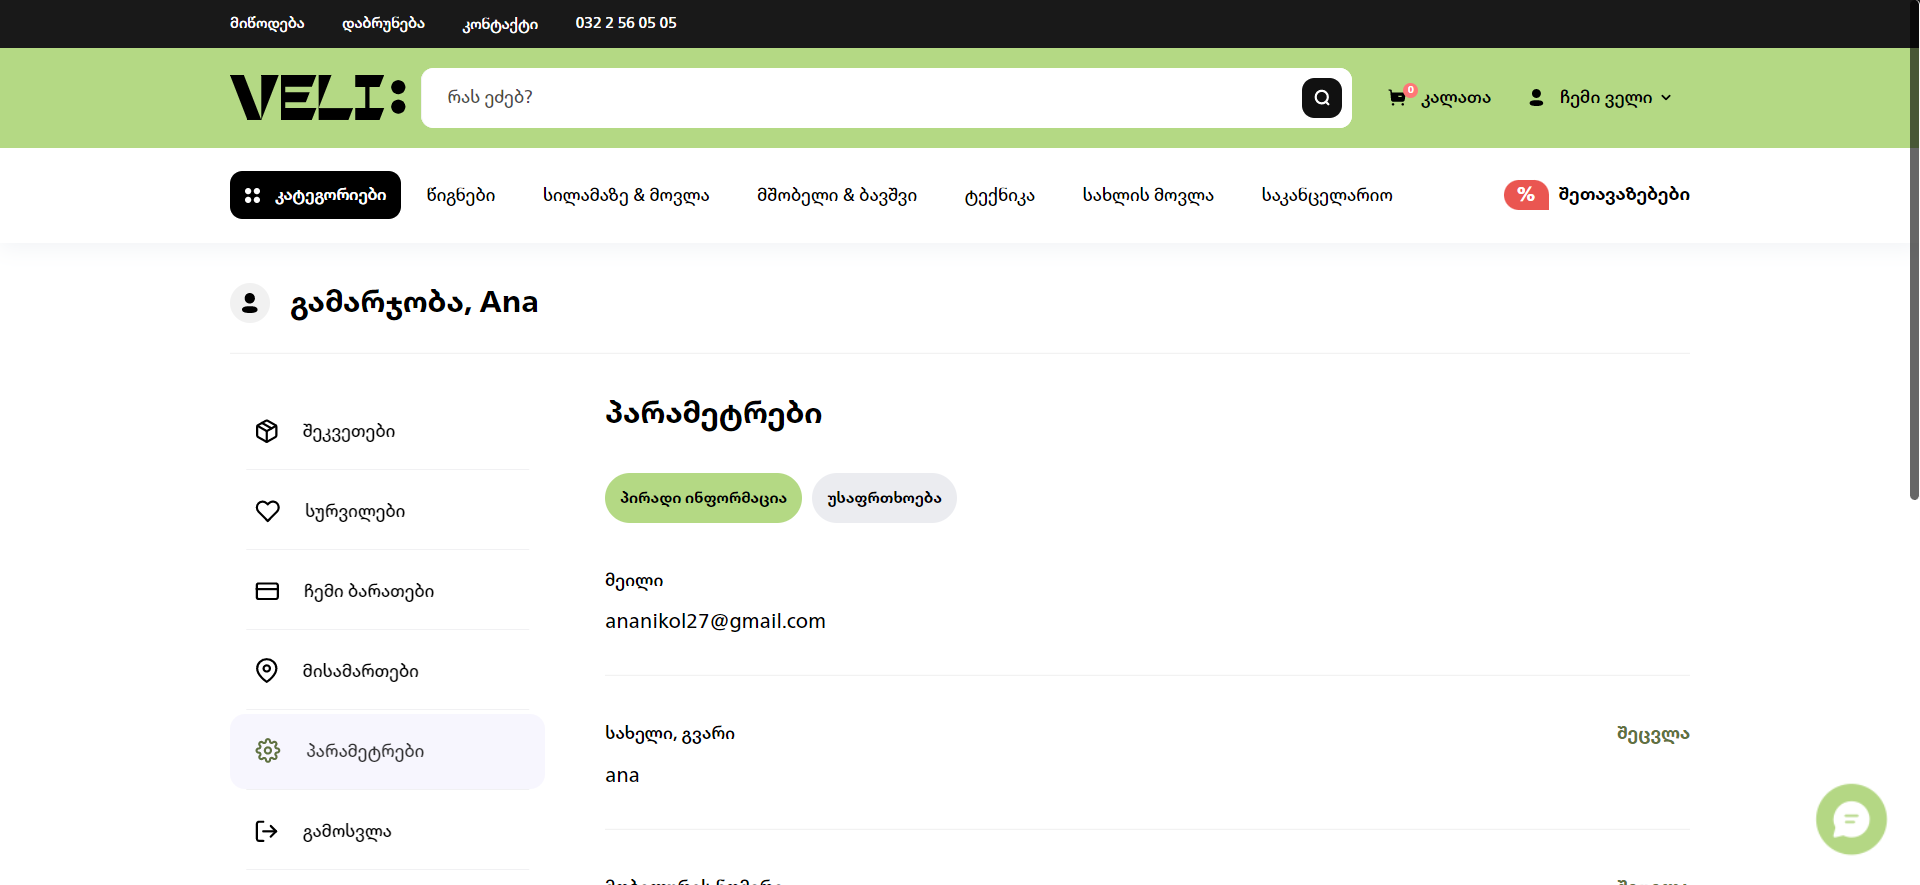 მიწოდება დაბრუნება კონტაქტი 032 2 56 05 05
VELI: რას ეძებ? 0 კალათა ჩემი ველი
კატეგორიები წიგნები სილამაზე & მოვლა მშობელი & ბავშვი ტექნიკა სახლის მოვლა საკანცელარიო % შეთავაზებები
გამარჯობა, Ana
შეკვეთები
სურვილები
ჩემი ბარათები
მისამართები
პარამეტრები
გამოსვლა
პარამეტრები
პირადი ინფორმაცია უსაფრთხოება
მეილი
ananikol27@gmail.com
სახელი, გვარი შეცვლა
ana